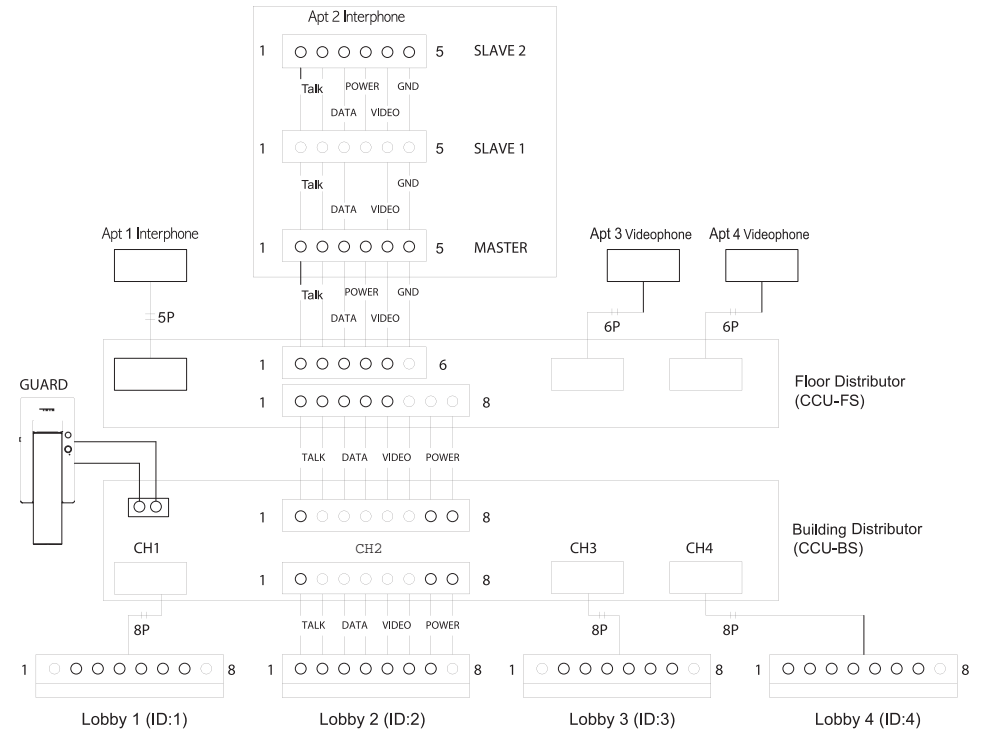 Apt 2 Interphone
1 5 SLAVE 2
Talk POWER GND
DATA VIDEO
1 5 SLAVE 1
Talk GND
DATA VIDEO
Apt 1 Interphone
1 5 MASTER
Apt 3 Videophone Apt 4 Videophone
Talk POWER GND
5P
DATA VIDEO
6P 6P
1 6
GUARD
Floor Distributor
(CCU-FS)
1 8
TALK DATA VIDEO POWER
1 8
Building Distributor
(CCU-BS)
CH1 CH2 CH3 CH4
1 8
TALK DATA VIDEO POWER
8P 8P 8P
1 8 1 8 1 8 1 8
Lobby 1 (ID:1) Lobby 2 (ID:2) Lobby 3 (ID:3) Lobby 4 (ID:4)